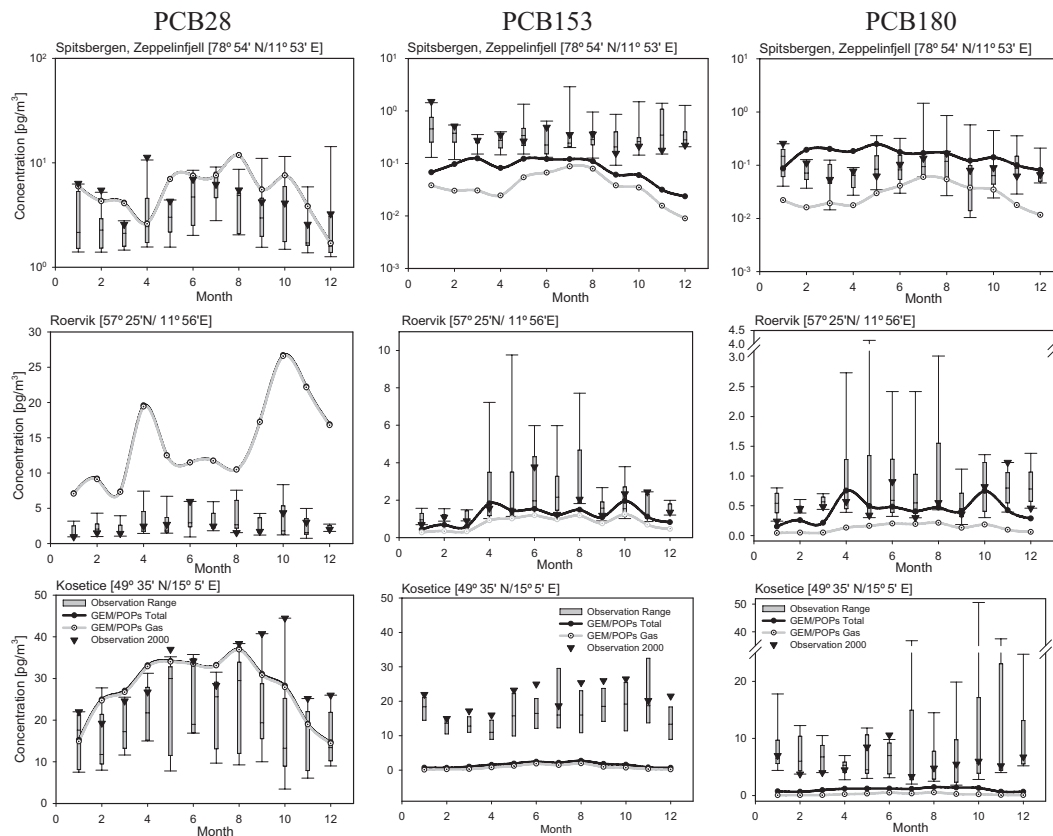 PCB28
PCB153
PCB180
Spitsbergen, Zeppelinfjell [78º 54' N/11º 53' E]
Concentration [pg/m³]
10²
10¹
10⁰
0 2 4 6 8 10 12
Month
Spitsbergen, Zeppelinfjell [78º 54' N/11º 53' E]
10¹
10⁰
10⁻¹
10⁻²
10⁻³
0 2 4 6 8 10 12
Month
Spitsbergen, Zeppelinfjell [78º 54' N/11º 53' E]
10¹
10⁰
10⁻¹
10⁻²
10⁻³
0 2 4 6 8 10 12
Month
Roervik [57º 25'N/ 11º 56'E]
Concentration [pg/m³]
30
25
20
15
10
5
0
0 2 4 6 8 10 12
Roervik [57º 25'N/ 11º 56'E]
10
8
6
4
2
0
0 2 4 6 8 10 12
Roervik [57º 25'N/ 11º 56'E]
4.5
4.0
3.0
2.5
2.0
1.5
1.0
0.5
0.0
0 2 4 6 8 10 12
Kosetice [49º 35' N/15º 5' E]
Concentration [pg/m³]
50
40
30
20
10
0
Observation Range
GEM/POPs Total
GEM/POPs Gas
Observation 2000
0 2 4 6 8 10 12
Month
Kosetice [49º 35' N/15º 5' E]
50
40
30
20
10
0
Observation Range
GEM/POPs Total
GEM/POPs Gas
Observation 2000
0 2 4 6 8 10 12
Month
Kosetice [49º 35' N/15º 5' E]
50
40
20
10
0
Observation Range
GEM/POPs Total
GEM/POPs Gas
Observation 2000
0 2 4 6 8 10 12
Month